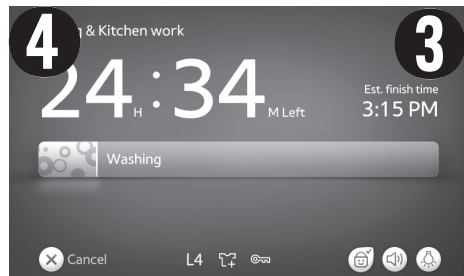 4
3
& Kitchen work
24 H : 34 M Left
Est. finish time
3:15 PM
Washing
Cancel
L4